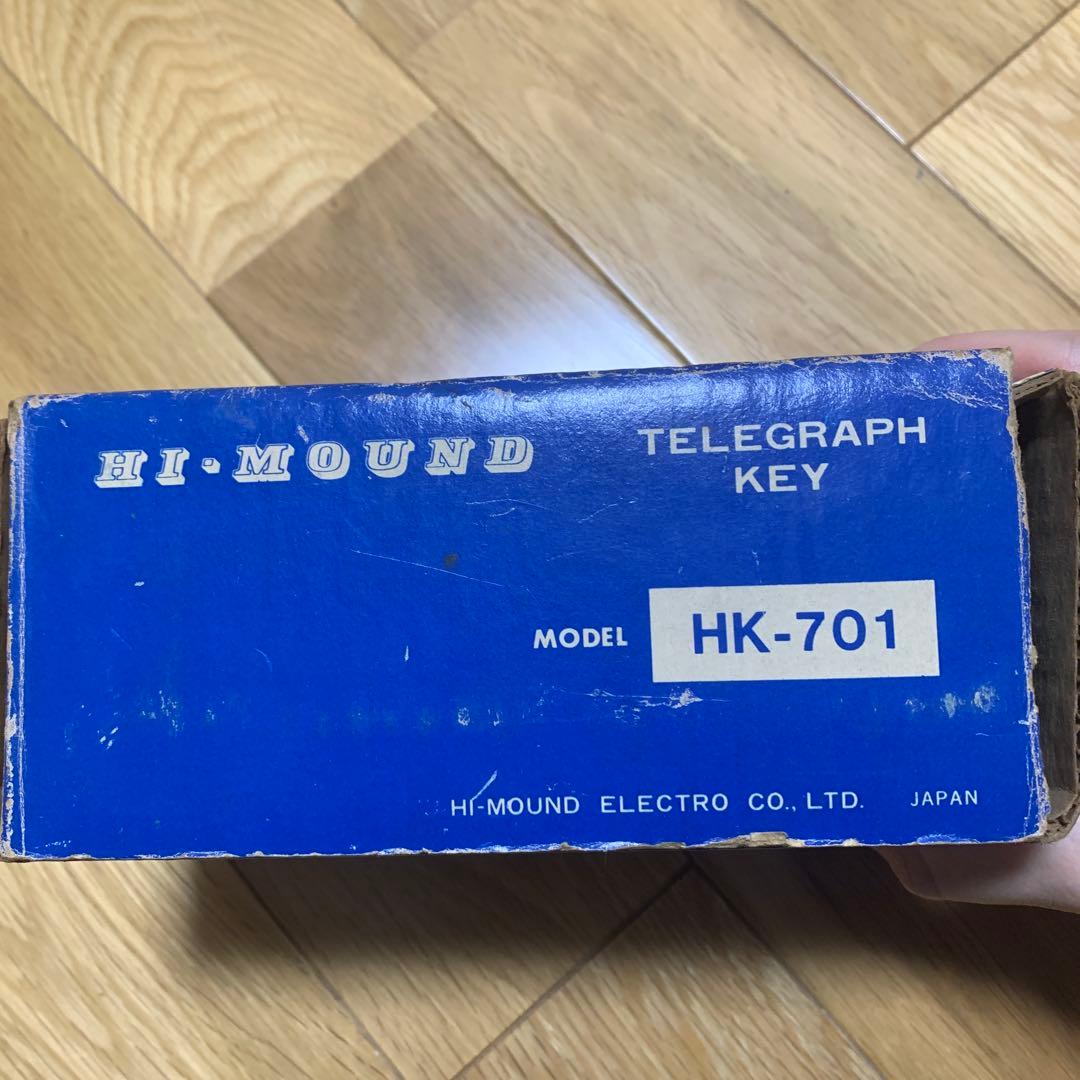 HI-MOUND
TELEGRAPH
KEY
MODEL HK-701
HI-MOUND ELECTRO CO., LTD. JAPAN